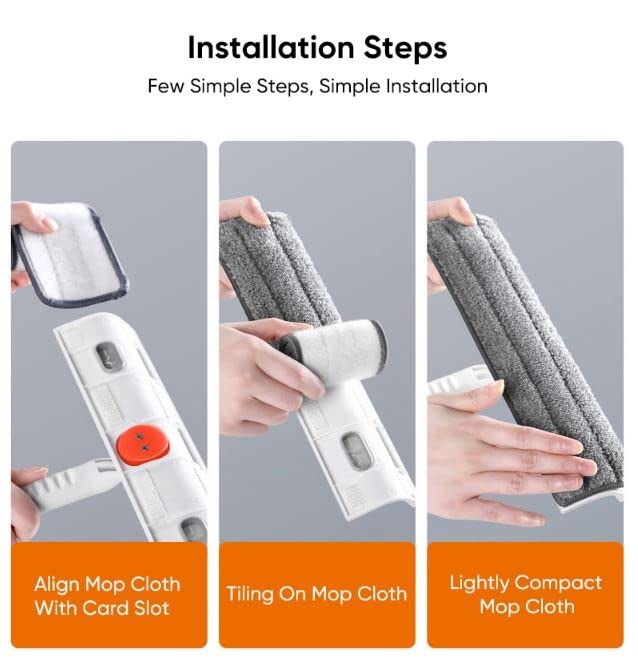 Installation Steps
Few Simple Steps, Simple Installation
Align Mop Cloth
With Card Slot
Tiling On Mop Cloth
Lightly Compact
Mop Cloth